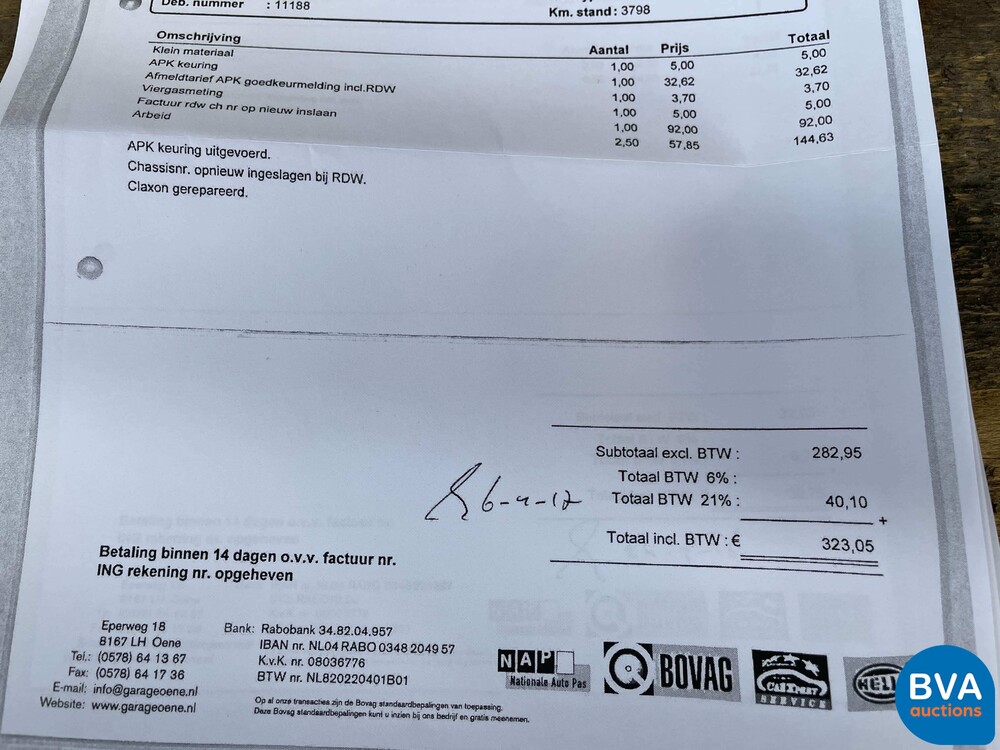 Deb. nummer : 11188
Km. stand : 3798
Omschrijving Aantal Prijs Totaal
Klein materiaal 1,00 5,00 5,00
APK keuring 1,00 32,62 32,62
Afmeldtarief APK goedkeurmelding incl.RDW 1,00 3,70 3,70
Viergasmeting 1,00 5,00 5,00
Factuur rdw ch nr op nieuw inslaan 1,00 92,00 92,00
Arbeid 2,50 57,85 144,63
APK keuring uitgevoerd.
Chassisnr. opnieuw ingeslagen bij RDW.
Claxon gerepareerd.
Subtotaal excl. BTW : 282,95
Totaal BTW 6% :
Totaal BTW 21% : 40,10 +
Totaal incl. BTW : € 323,05
6-4-17
Betaling binnen 14 dagen o.v.v. factuur nr.
ING rekening nr. opgeheven
Eperweg 18
8167 LH Oene
Tel.: (0578) 64 13 67
Fax: (0578) 64 17 36
E-mail: info@garageoene.nl
Website: www.garageoene.nl
Bank: Rabobank 34.82.04.957
IBAN nr. NL04 RABO 0348 2049 57
K.v.K. nr. 08036776
BTW nr. NL820220401B01
Op al onze transacties zijn de Bovag standaardbepalingen van toepassing.
Deze Bovag standaardbepalingen kunt u inzien bij ons bedrijf en gratis meenemen.
NAP
Nationale Auto Pas
BOVAG
CarXpert
SERVICE
HELL
BVA
auctions